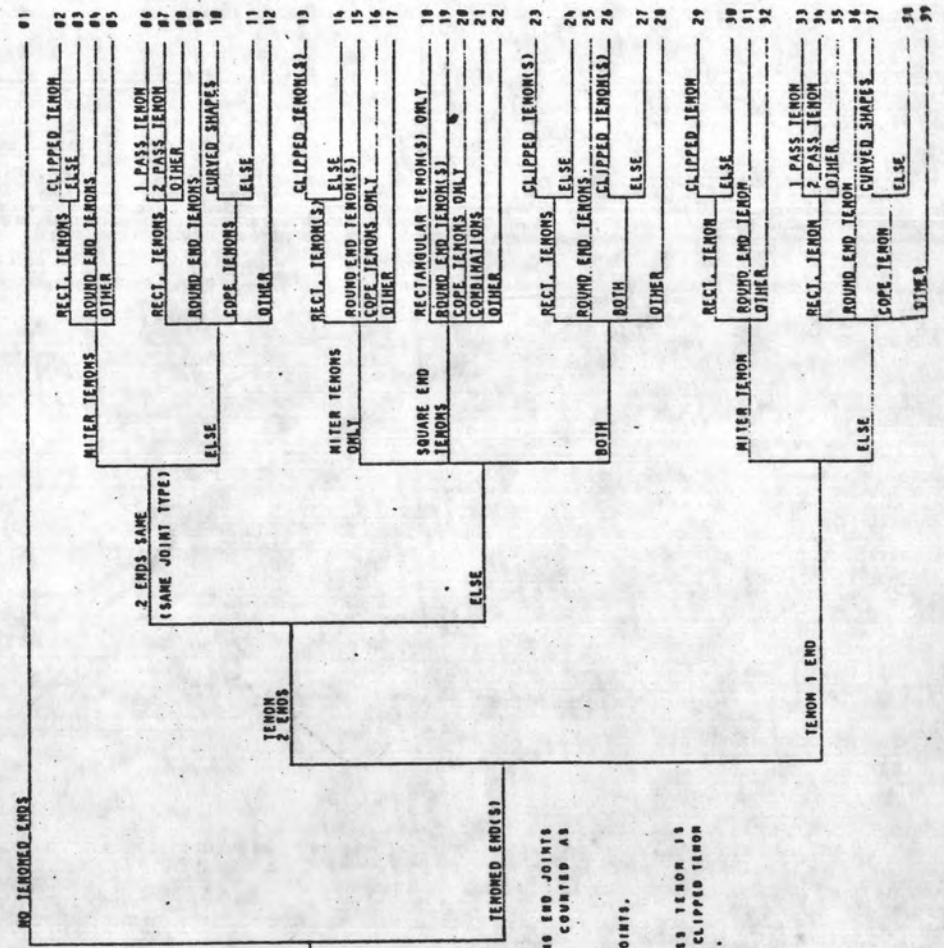 NO TENONED ENDS 01
TENONED END(S)
TENON
2 ENDS
2 ENDS SAME
(SAME JOINT TYPE)
MITER TENONS
RECT. TENONS
CLIPPED TENON 02
ELSE 03
ROUND END TENONS 04
OTHER 05
ELSE
RECT. TENONS
1 PASS TENON 06
2 PASS TENON 07
OTHER 08
ROUND END TENONS 09
COPE TENONS
CURVED SHAPES 10
ELSE 11
OTHER 12
ELSE
MITER TENONS
ONLY
RECT. TENON(S)
CLIPPED TENON(S) 13
ELSE 14
ROUND END TENON(S) 15
COPE TENONS ONLY 16
OTHER 17
SQUARE END
TENONS
RECTANGULAR TENON(S) ONLY 18
ROUND END TENON(S) 19
COPE TENONS ONLY 20
COMBINATIONS 21
OTHER 22
BOTH
RECT. TENONS
CLIPPED TENON(S) 23
ELSE 24
ROUND END TENONS 25
BOTH
CLIPPED TENON(S) 26
ELSE 27
OTHER 28
TENON 1 END
MITER TENON
RECT. TENON
CLIPPED TENON 29
ELSE 30
ROUND END TENON 31
OTHER 32
ELSE
RECT. TENON
1 PASS TENON 33
2 PASS TENON 34
OTHER 35
ROUND END TENON 36
COPE TENON
CURVED SHAPES 37
ELSE 38
OTHER 39
END JOINTS
COUNTED AS
OINTS.
TENON IS
CLIPPED TENON